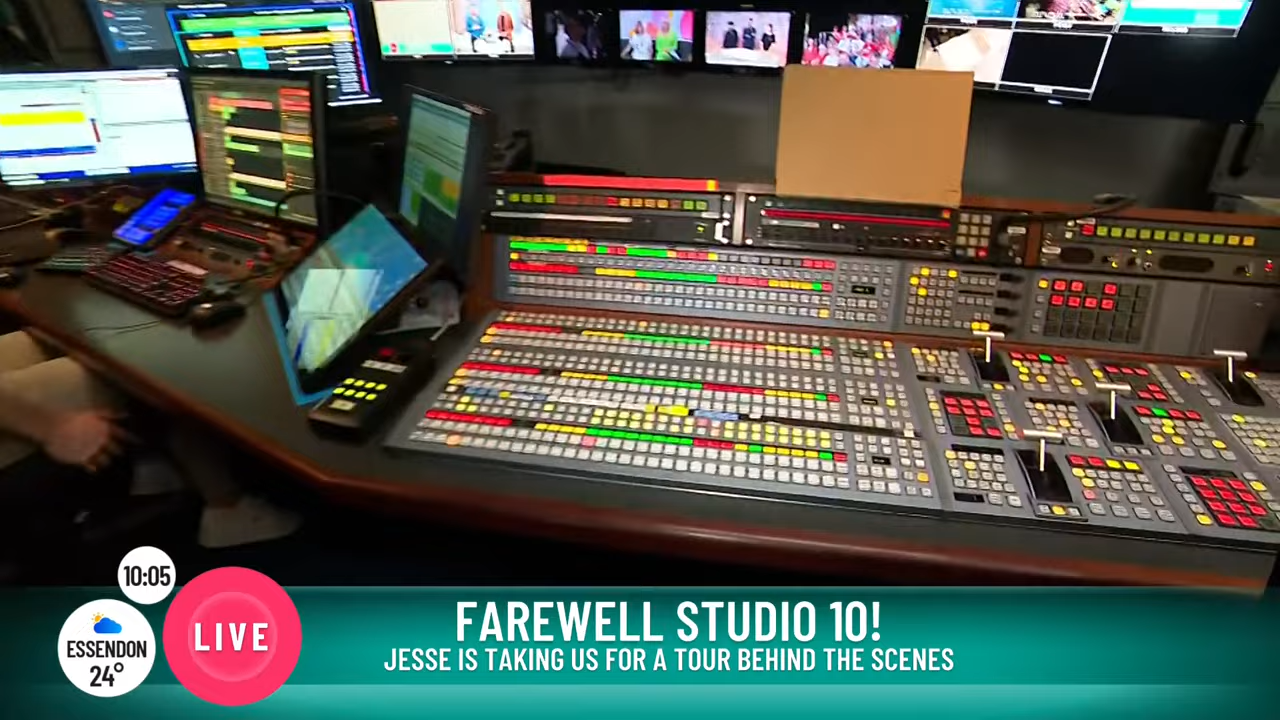 10:05
ESSENDON
24°
LIVE
FAREWELL STUDIO 10!
JESSE IS TAKING US FOR A TOUR BEHIND THE SCENES